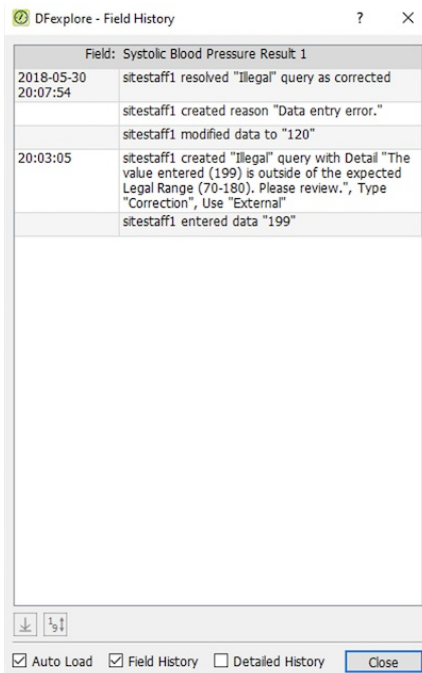 DFexplore - Field History
Field: Systolic Blood Pressure Result 1
2018-05-30 sitestaff1 resolved "Illegal" query as corrected
20:07:54
sitestaff1 created reason "Data entry error."
sitestaff1 modified data to "120"
20:03:05 sitestaff1 created "Illegal" query with Detail "The
value entered (199) is outside of the expected
Legal Range (70-180). Please review.", Type
"Correction", Use "External"
sitestaff1 entered data "199"
Auto Load Field History Detailed History Close